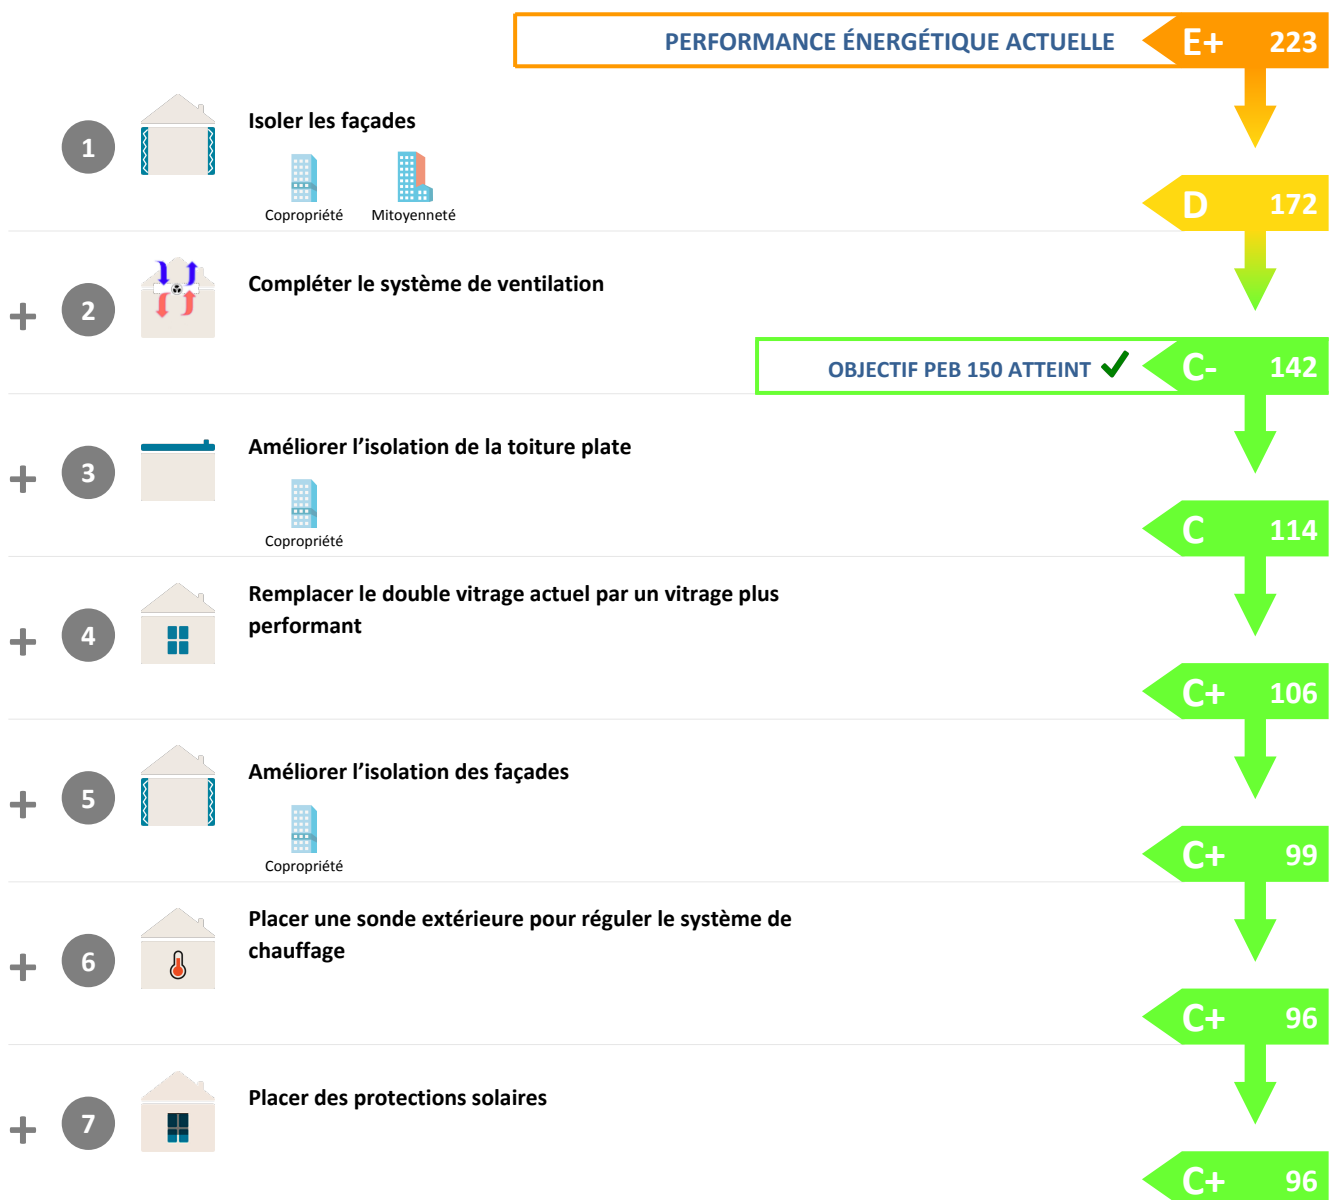 PERFORMANCE ÉNERGÉTIQUE ACTUELLE E+ 223
1 Isoler les façades
Copropriété Mitoyenneté
D 172
+ 2 Compléter le système de ventilation
OBJECTIF PEB 150 ATTEINT ✓ C- 142
+ 3 Améliorer l’isolation de la toiture plate
Copropriété
C 114
+ 4 Remplacer le double vitrage actuel par un vitrage plus
performant
C+ 106
+ 5 Améliorer l’isolation des façades
Copropriété
C+ 99
+ 6 Placer une sonde extérieure pour réguler le système de
chauffage
C+ 96
+ 7 Placer des protections solaires
C+ 96